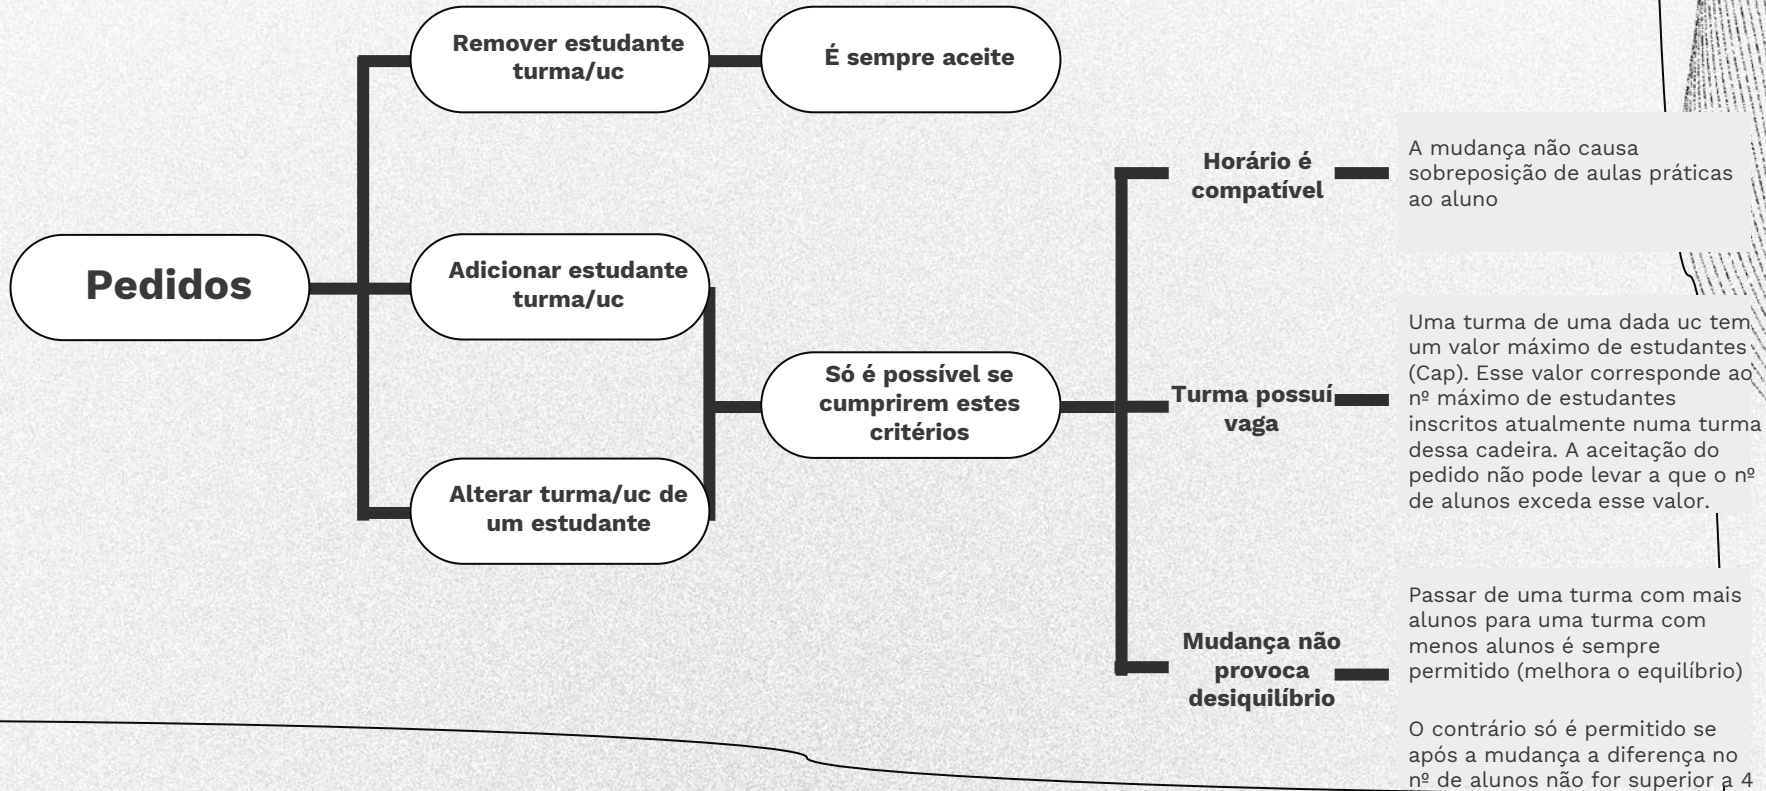 Pedidos
Remover estudante
turma/uc
É sempre aceite
Adicionar estudante
turma/uc
Alterar turma/uc de
um estudante
Só é possível se
cumprirem estes
critérios
Horário é
compatível
A mudança não causa
sobreposição de aulas práticas
ao aluno
Turma possuí
vaga
Uma turma de uma dada uc tem
um valor máximo de estudantes
(Cap). Esse valor corresponde ao
nº máximo de estudantes
inscritos atualmente numa turma
dessa cadeira. A aceitação do
pedido não pode levar a que o nº
de alunos exceda esse valor.
Mudança não
provoca
desiquilíbrio
Passar de uma turma com mais
alunos para uma turma com
menos alunos é sempre
permitido (melhora o equilíbrio)
O contrário só é permitido se
após a mudança a diferença no
nº de alunos não for superior a 4